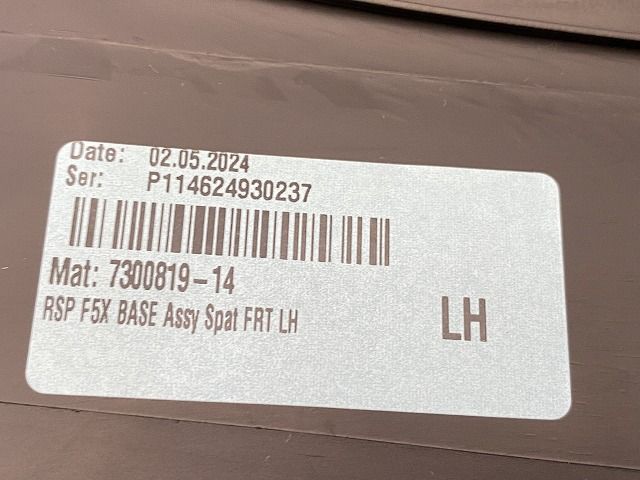 Date: 02.05.2024
Ser: P114624930237
Mat: 7300819-14
RSP F5X BASE Assy Spat FRT LH
LH